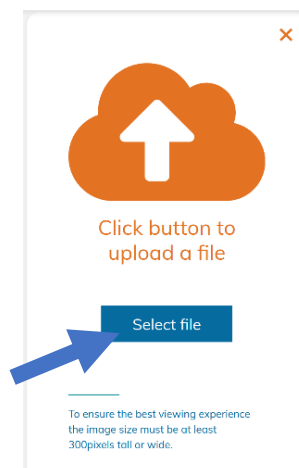 Click button to
upload a file
Select file
To ensure the best viewing experience
the image size must be at least
300pixels tall or wide.